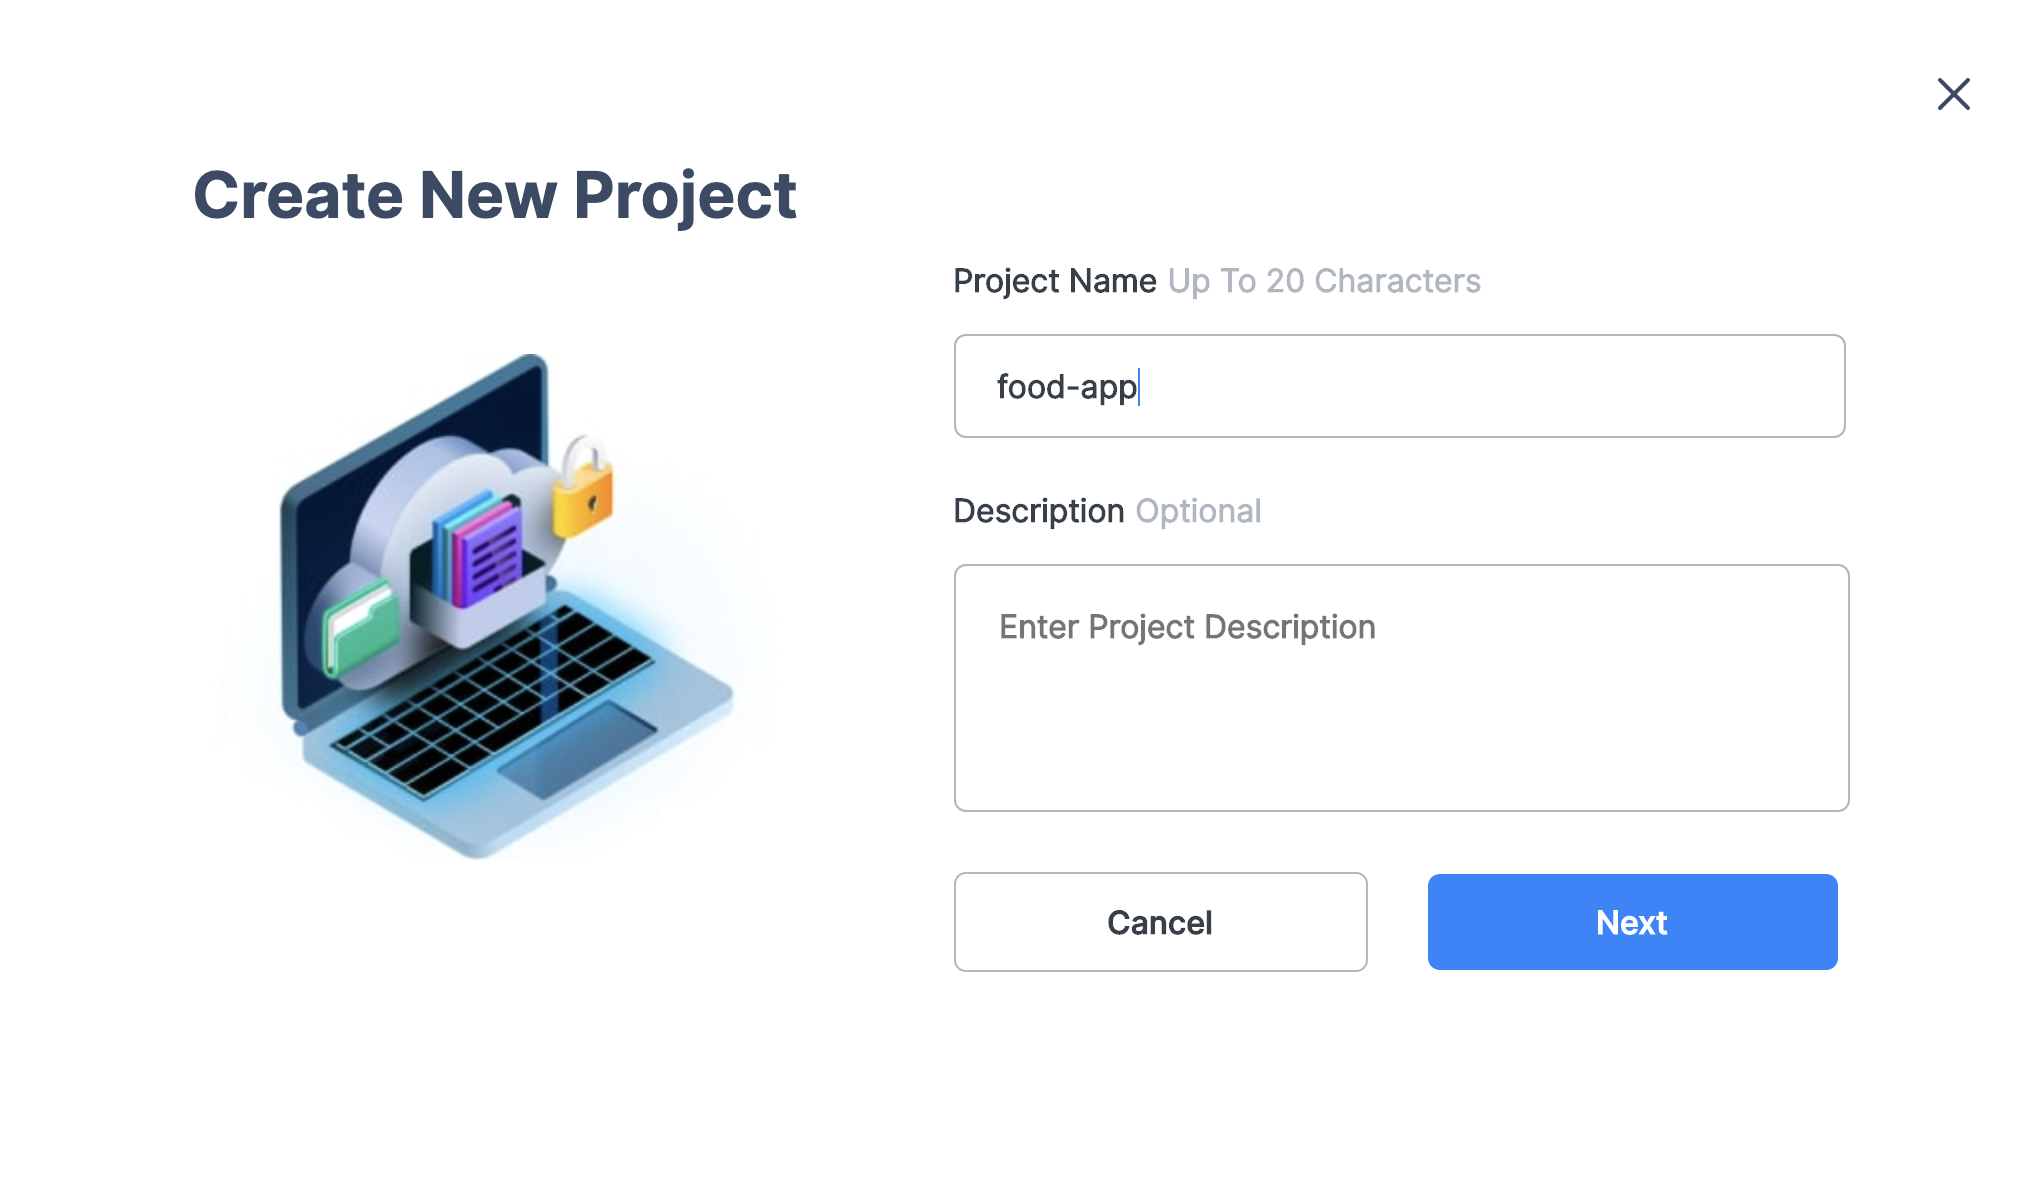 Create New Project
Project Name Up To 20 Characters
food-app
Description Optional
Enter Project Description
Cancel
Next